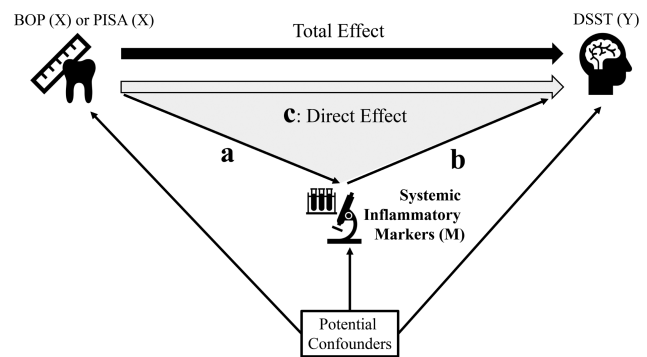 BOP (X) or PISA (X)
DSST (Y)
Total Effect
c: Direct Effect
a
b
Systemic
Inflammatory
Markers (M)
Potential
Confounders